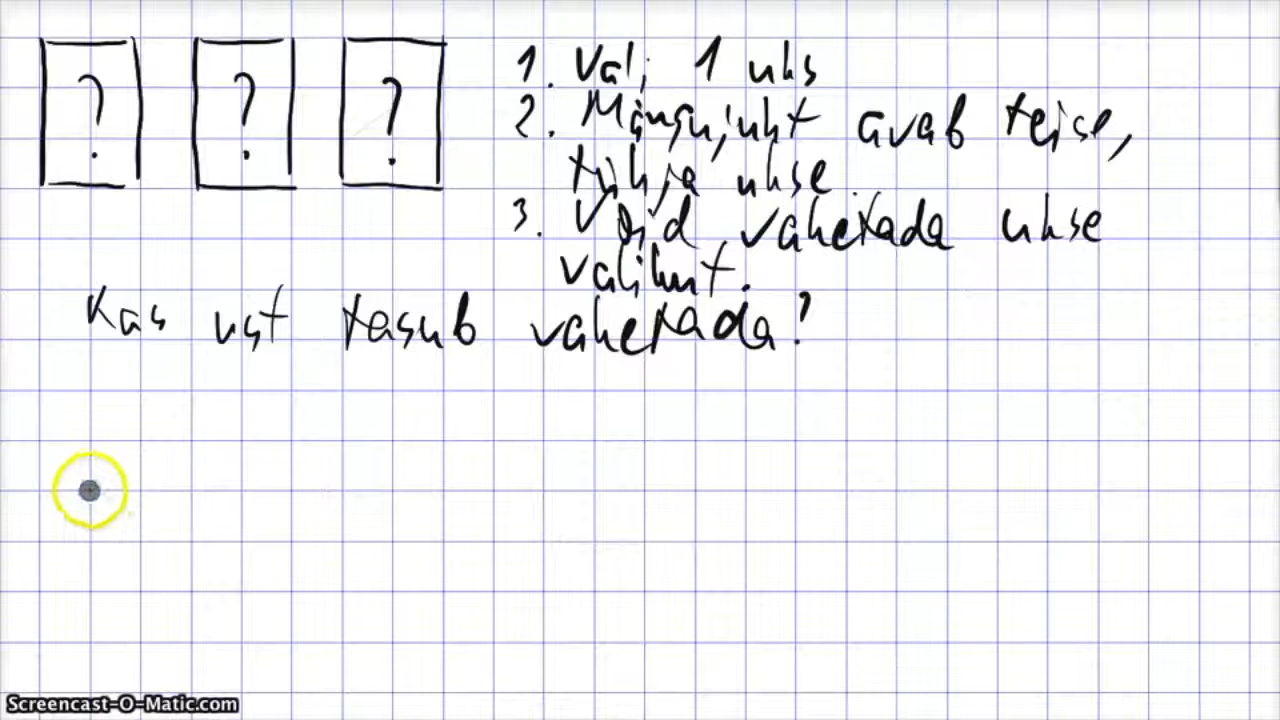 ? ? ?
1. Vali 1 uks
2. Mängujuht avab teise,
tühja ukse
3. Võid vahetada ukse
valikut.
Kas ust tasub vahetada?
Screencast-O-Matic.com